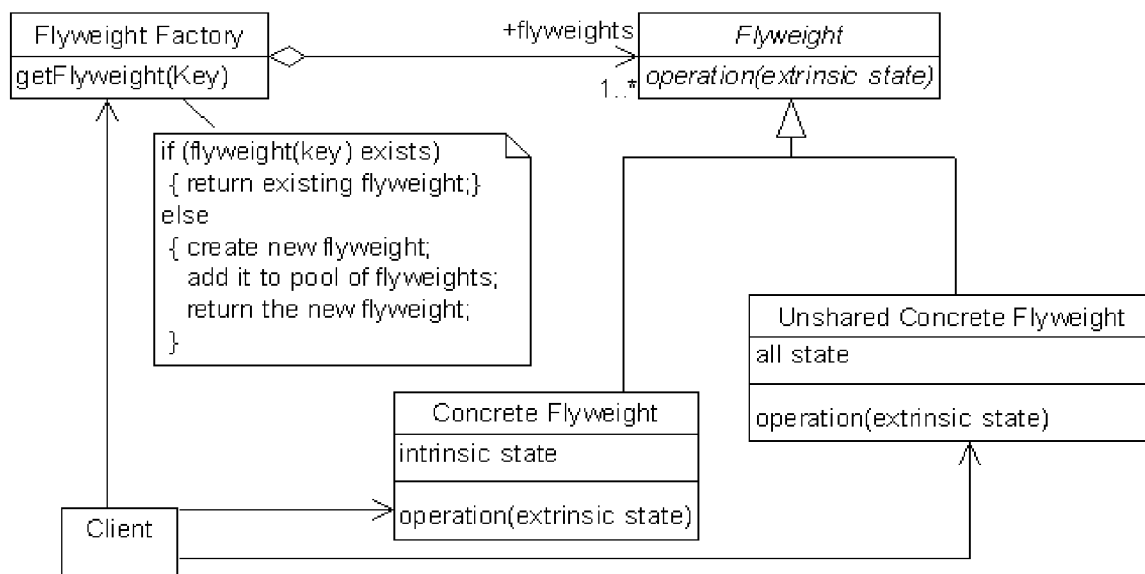 Flyweight Factory
getFlyweight(Key)
+flyweights
1..*
Flyweight
operation(extrinsic state)
if (flyweight(key) exists)
{ return existing flyweight;}
else
{ create new flyweight;
add it to pool of flyweights;
return the new flyweight;
}
Unshared Concrete Flyweight
all state
operation(extrinsic state)
Concrete Flyweight
intrinsic state
operation(extrinsic state)
Client